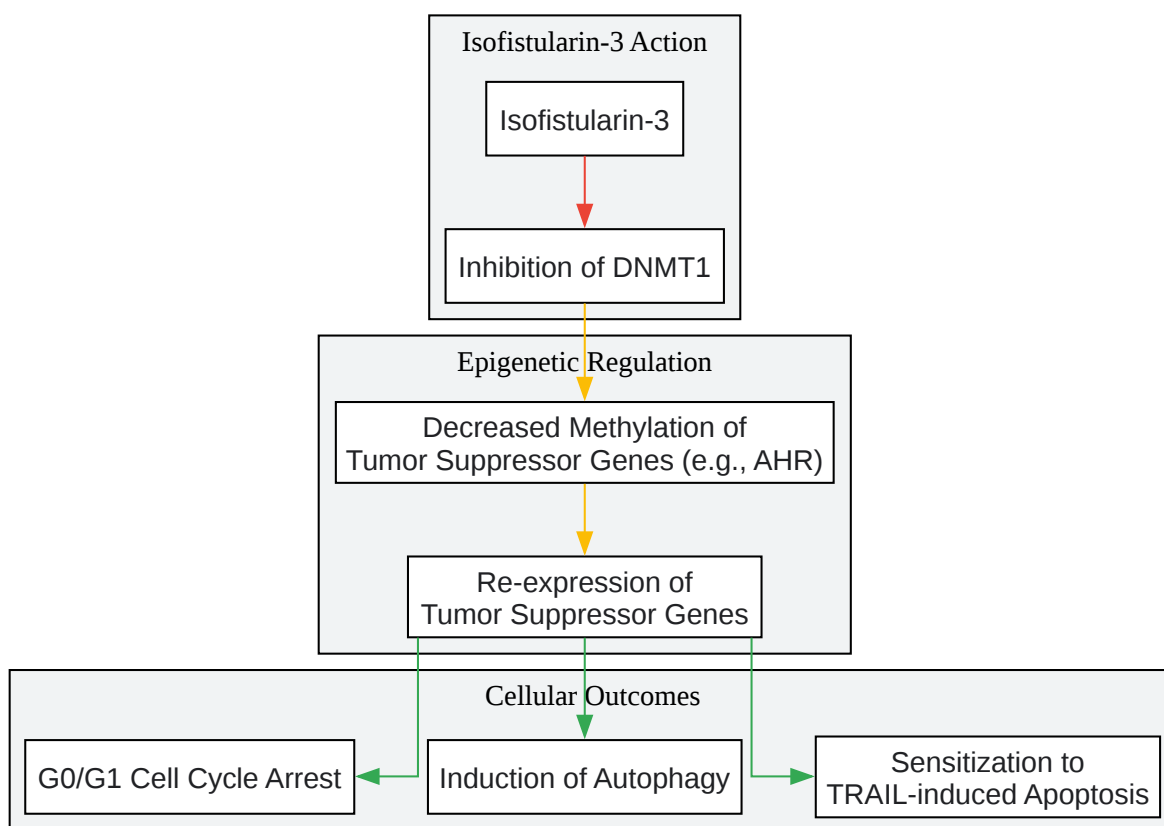 Isofistularin-3 Action
Isofistularin-3
Inhibition of DNMT1
Epigenetic Regulation
Decreased Methylation of
Tumor Suppressor Genes (e.g., AHR)
Re-expression of
Tumor Suppressor Genes
Cellular Outcomes
G0/G1 Cell Cycle Arrest
Induction of Autophagy
Sensitization to
TRAIL-induced Apoptosis